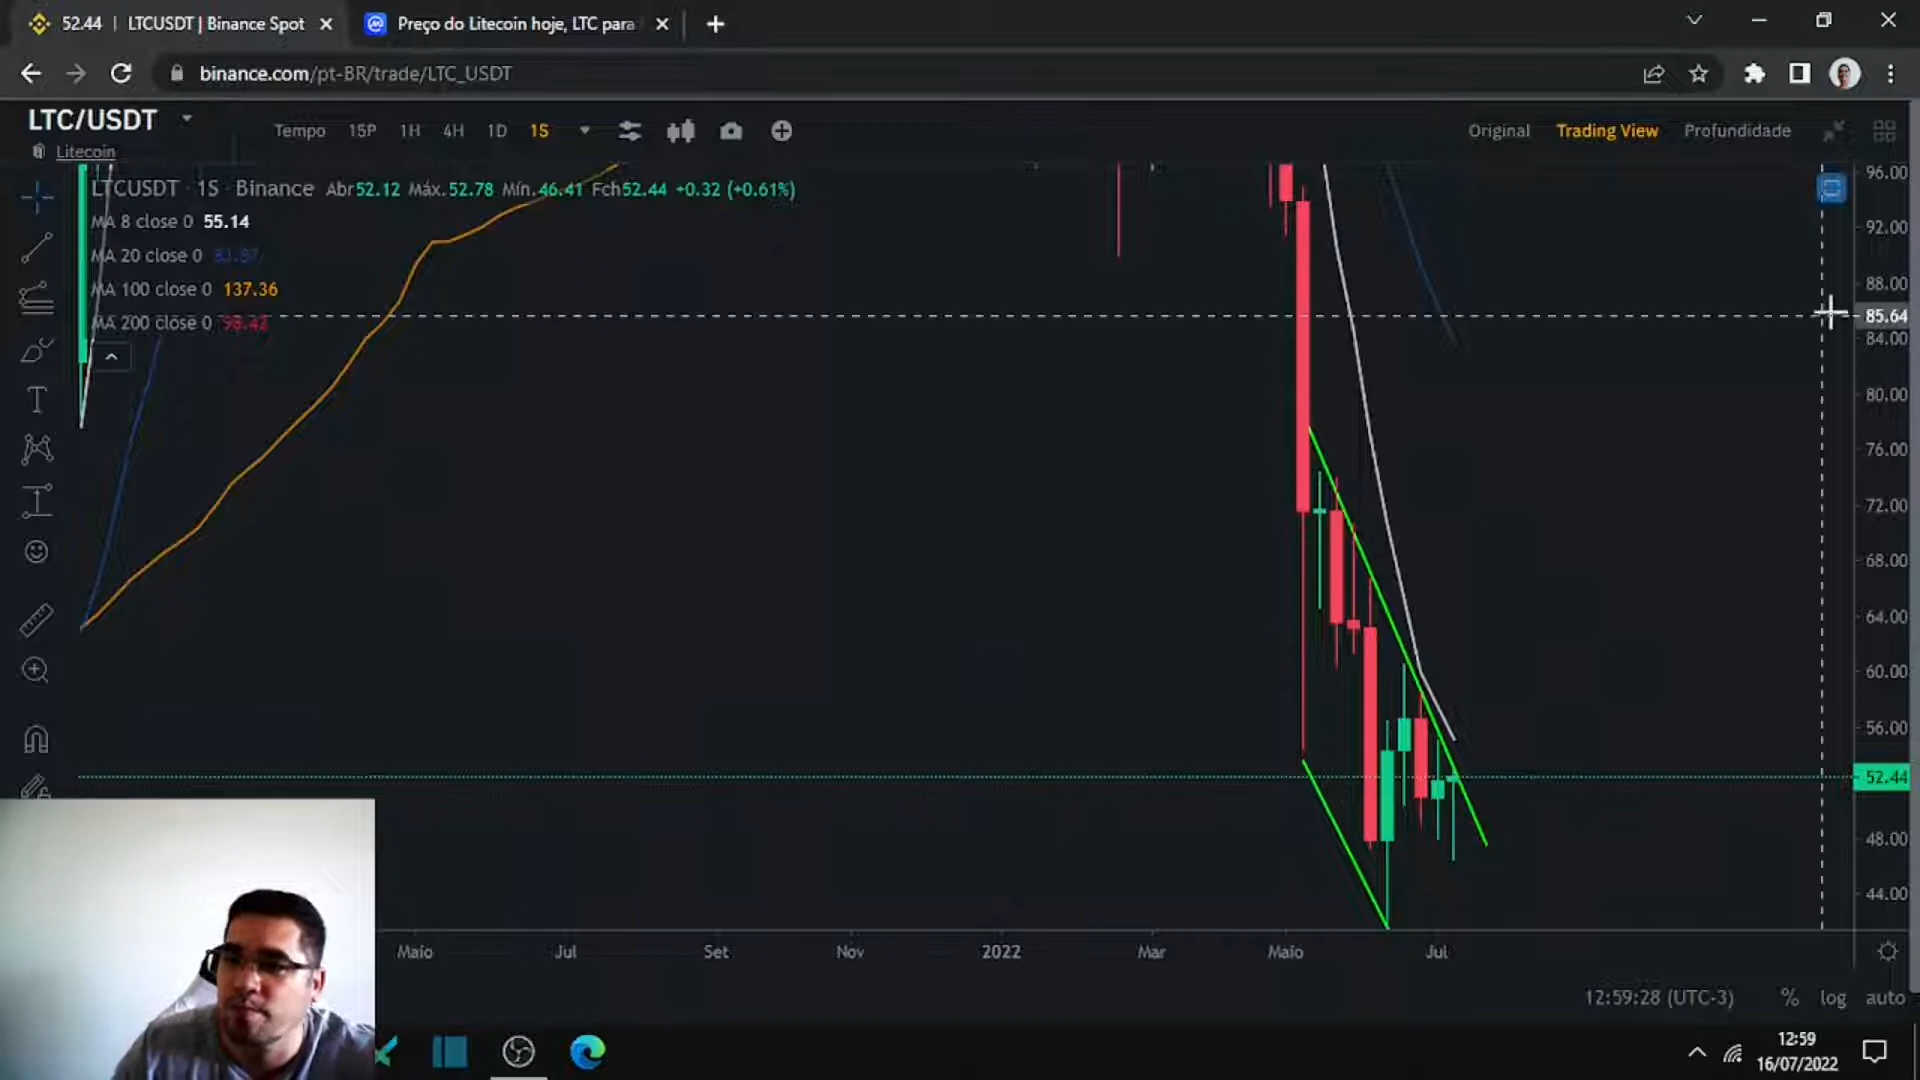 52.44 | LTCUSDT | Binance Spot
Preço do Litecoin hoje, LTC para
binance.com/pt-BR/trade/LTC_USDT
LTC/USDT
Tempo 15P 1H 4H 1D 1S
Original Trading View Profundidade
Litecoin
LTCUSDT · 1S · Binance Abr52.12 Máx.52.78 Mín.46.41 Fch52.44 +0.32 (+0.61%)
MA 8 close 0 55.14
MA 20 close 0
MA 100 close 0 137.36
MA 200 close 0
96.00
92.00
88.00
85.64
84.00
80.00
76.00
72.00
68.00
64.00
60.00
56.00
52.44
48.00
44.00
Maio Jul Set Nov 2022 Mar Maio Jul
12:59:28 (UTC-3) % log auto
12:59
16/07/2022